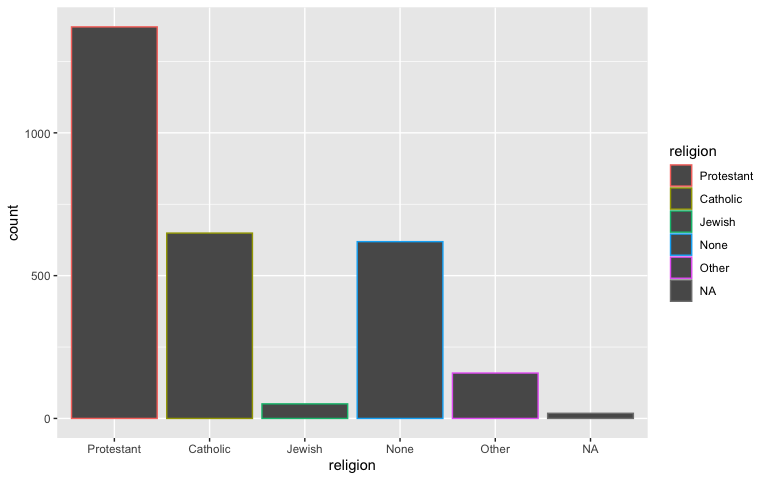 1000
500
0
count
Protestant
Catholic
Jewish
None
Other
NA
religion
religion
Protestant
Catholic
Jewish
None
Other
NA